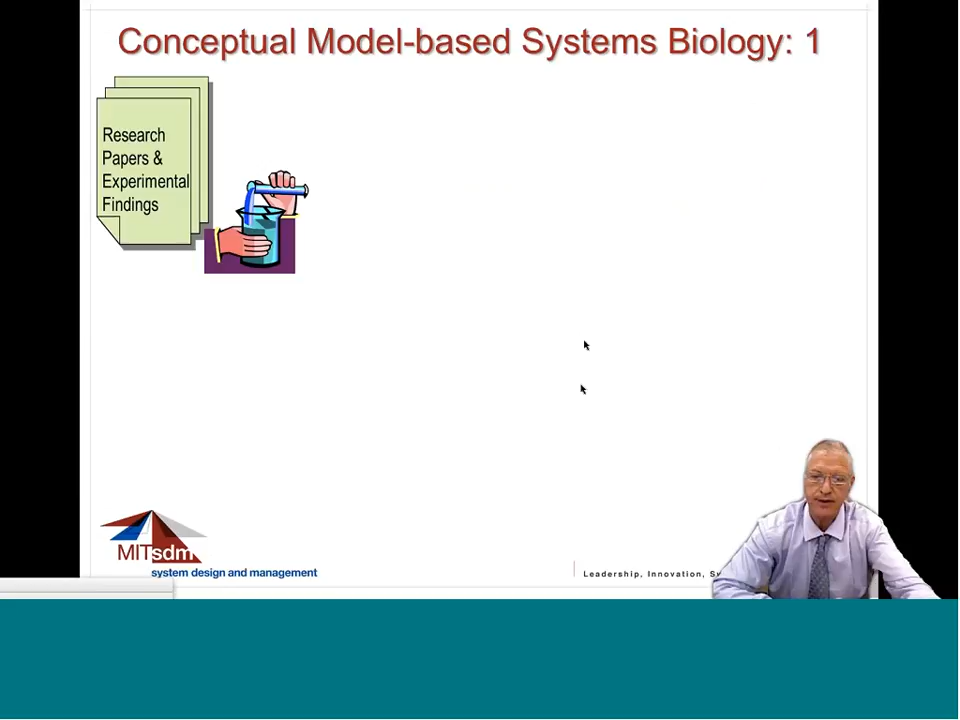 Conceptual Model-based Systems Biology: 1
Research
Papers &
Experimental
Findings
MITsdm
system design and management
Leadership, Innovation,